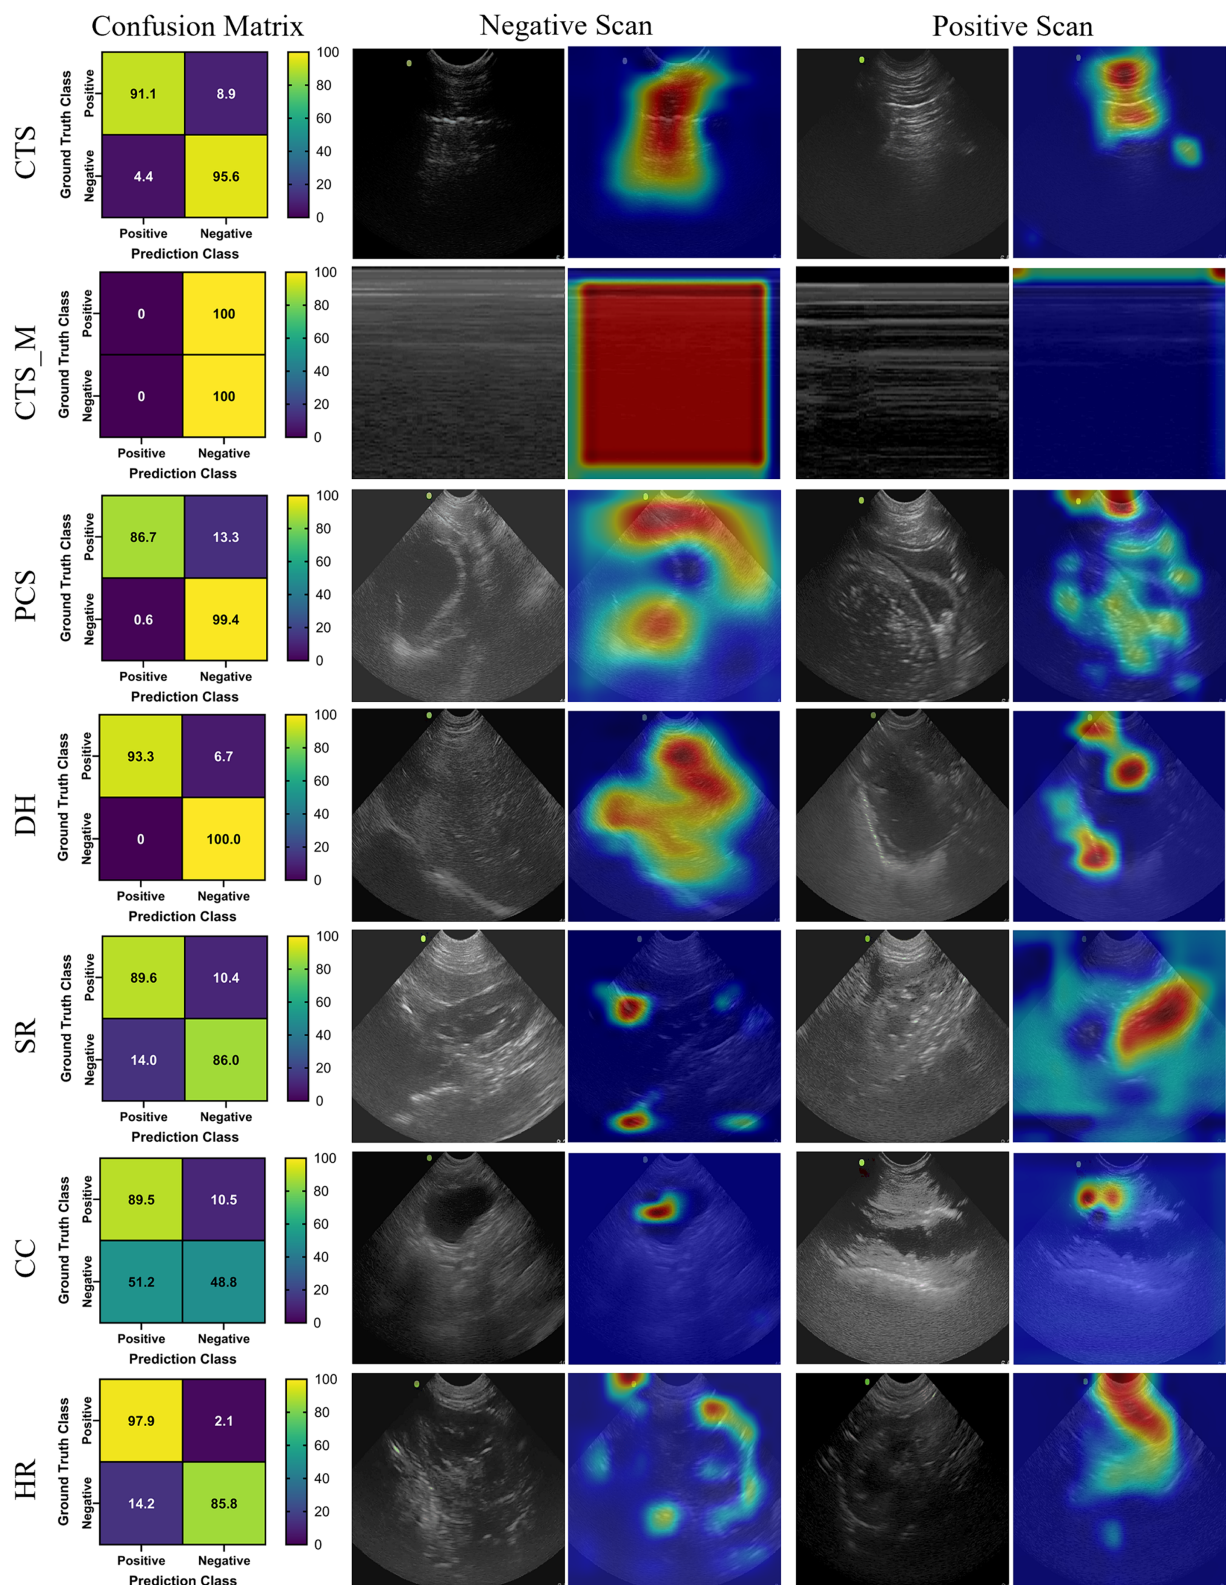 Confusion Matrix Negative Scan Positive Scan
CTS
Ground Truth Class
Positive
Negative
91.1 8.9
4.4 95.6
Positive Negative
Prediction Class
100
80
60
40
20
0
CTS_M
Ground Truth Class
Positive
Negative
0 100
0 100
Positive Negative
Prediction Class
100
80
60
40
20
0
PCS
Ground Truth Class
Positive
Negative
86.7 13.3
0.6 99.4
Positive Negative
Prediction Class
100
80
60
40
20
0
DH
Ground Truth Class
Positive
Negative
93.3 6.7
0 100.0
Positive Negative
Prediction Class
100
80
60
40
20
0
SR
Ground Truth Class
Positive
Negative
89.6 10.4
14.0 86.0
Positive Negative
Prediction Class
100
80
60
40
20
0
CC
Ground Truth Class
Positive
Negative
89.5 10.5
51.2 48.8
Positive Negative
Prediction Class
100
80
60
40
20
0
HR
Ground Truth Class
Positive
Negative
97.9 2.1
14.2 85.8
Positive Negative
Prediction Class
100
80
60
40
20
0